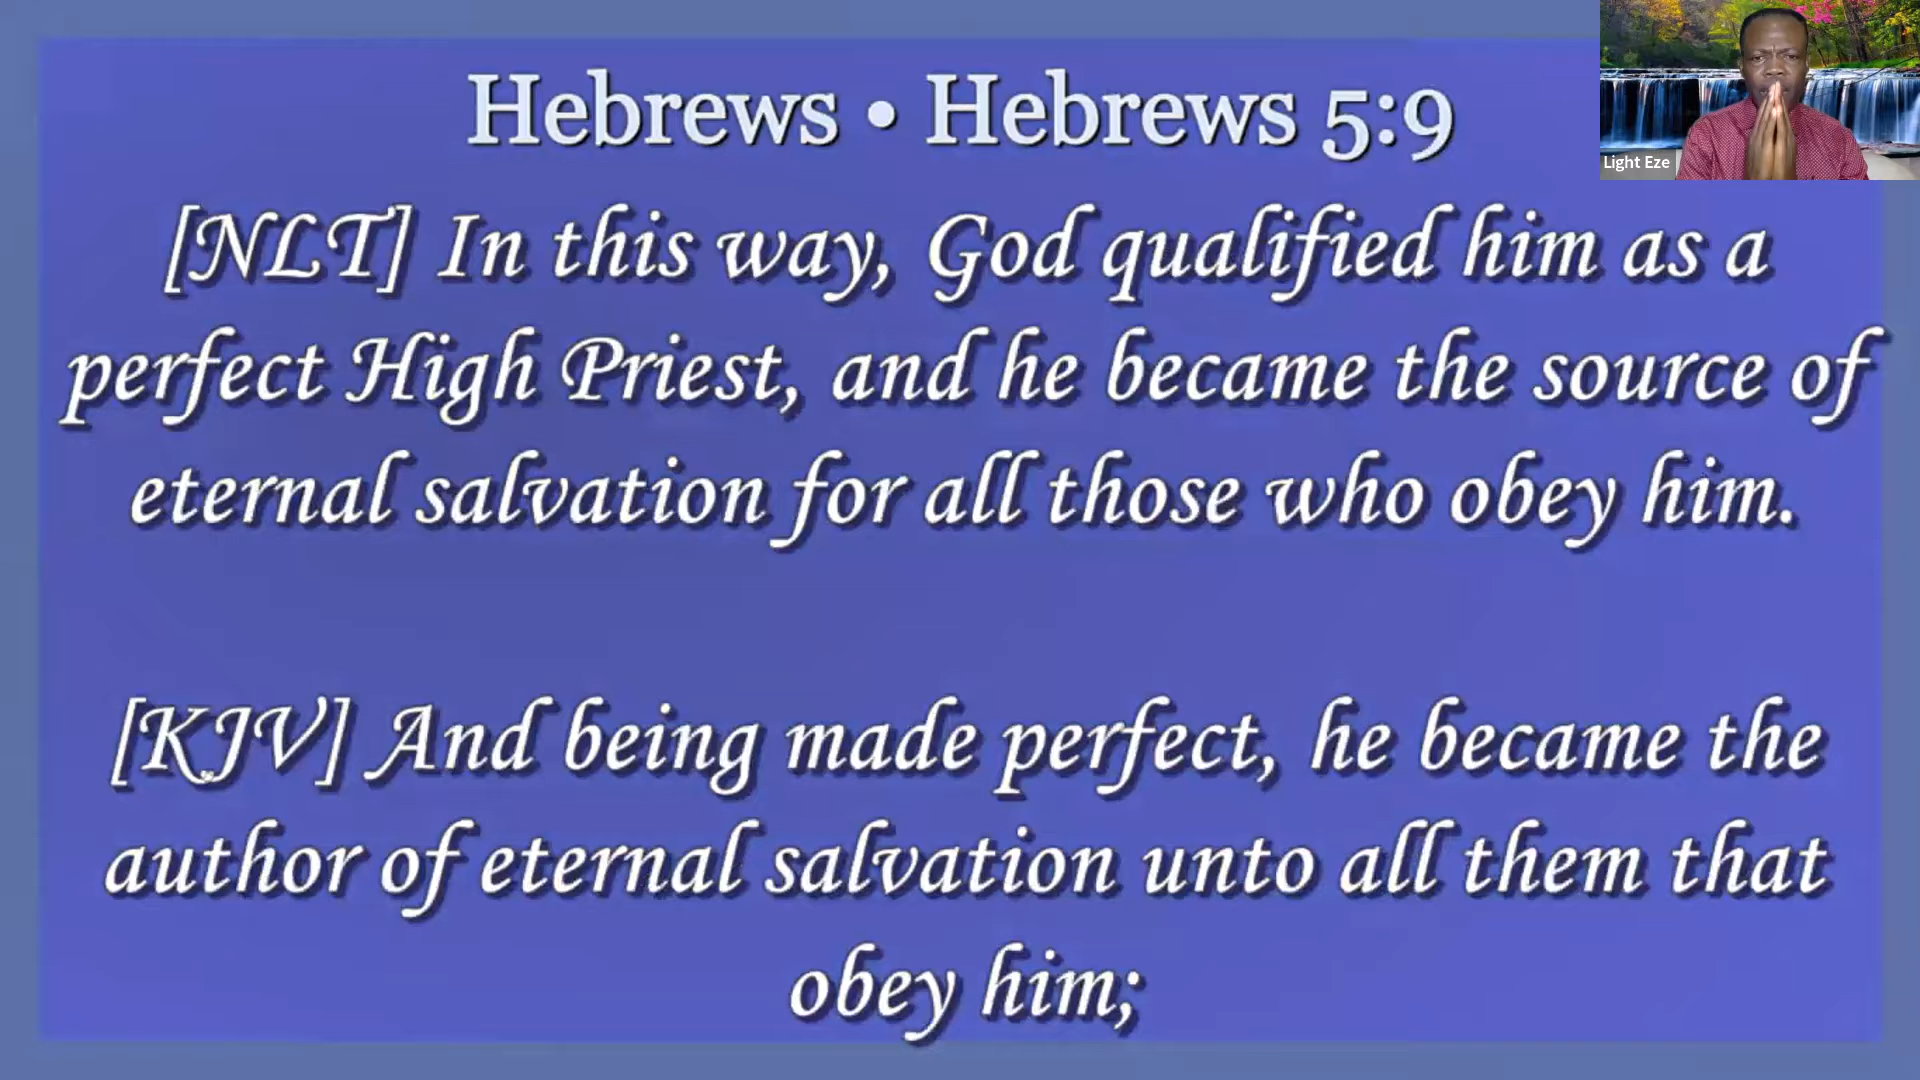 Hebrews • Hebrews 5:9
[NLT] In this way, God qualified him as a
perfect High Priest, and he became the source of
eternal salvation for all those who obey him.
[KJV] And being made perfect, he became the
author of eternal salvation unto all them that
obey him;
Light Eze